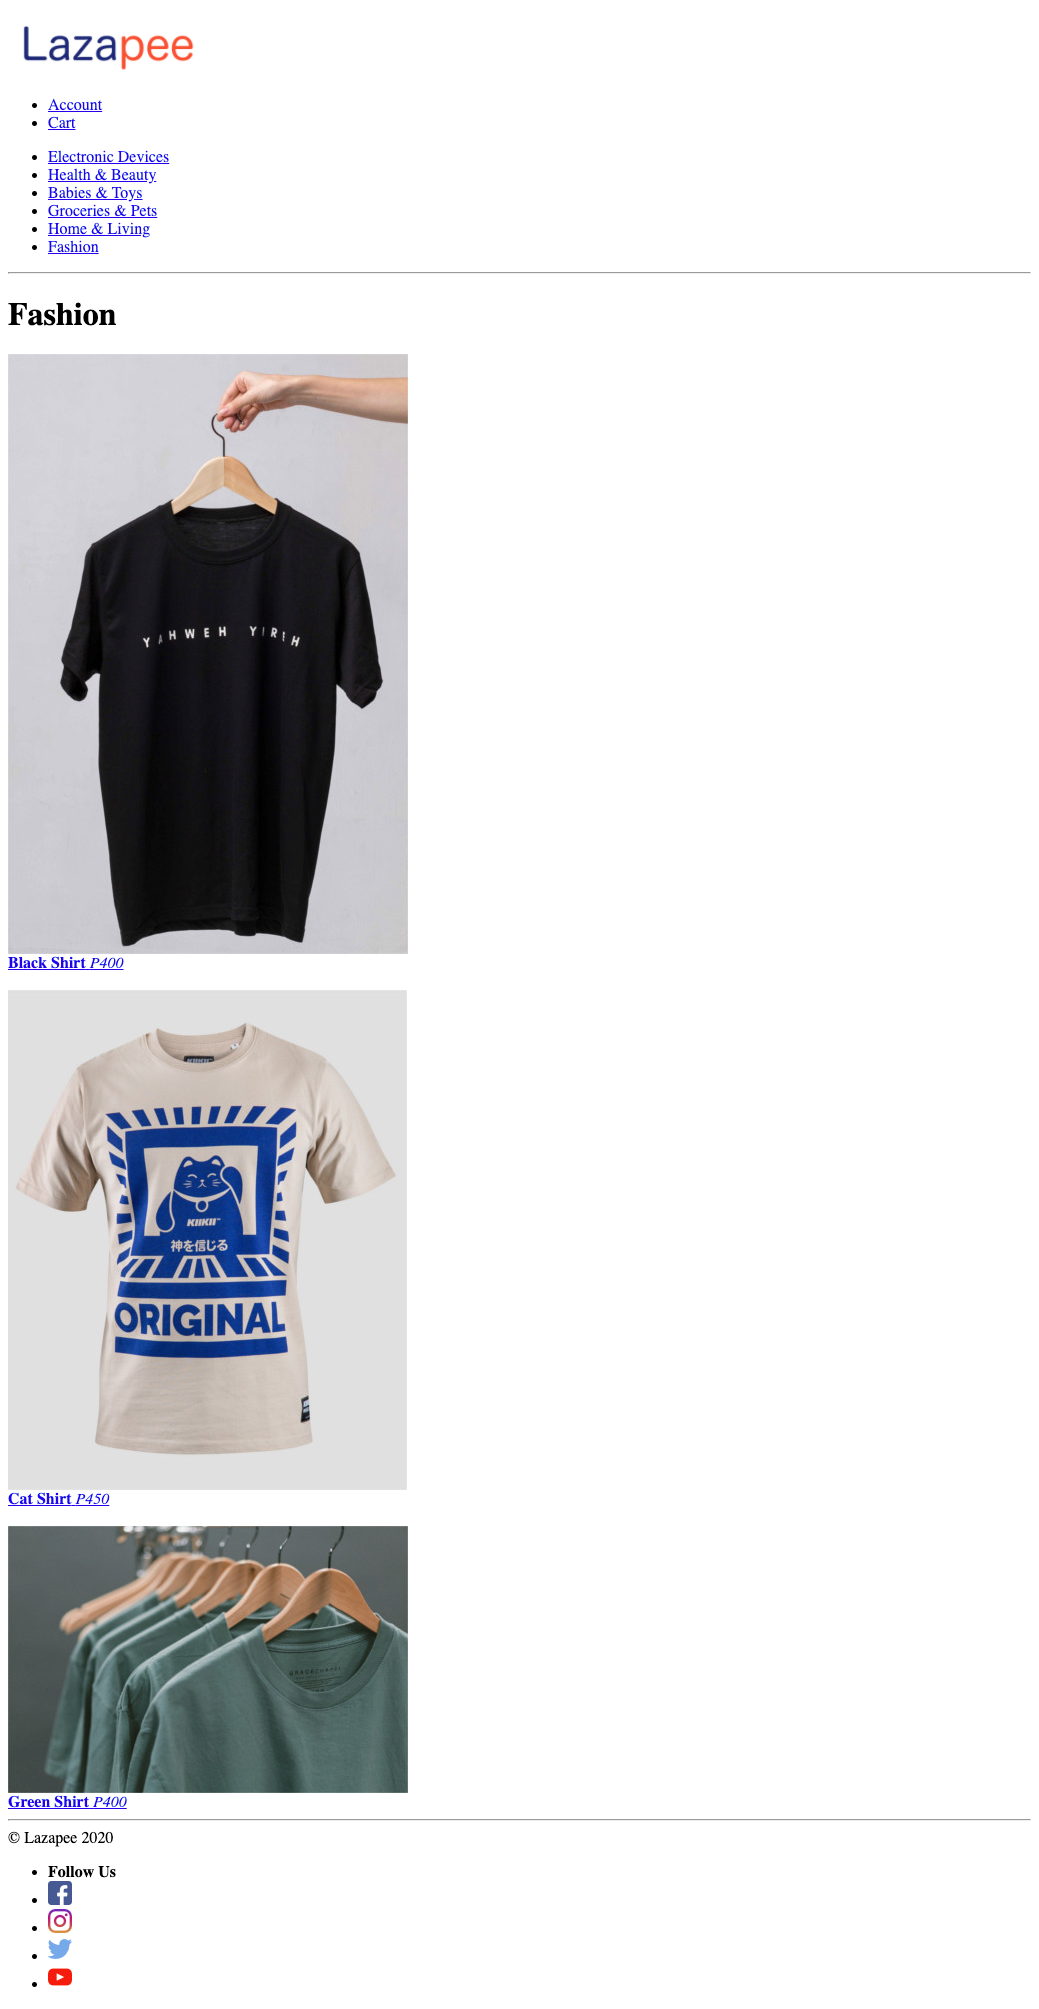 Lazapee
Account
Cart
Electronic Devices
Health & Beauty
Babies & Toys
Groceries & Pets
Home & Living
Fashion
Fashion
YAHWEH YIREH
Black Shirt P400
KIIKII
KIIKII™
神を信じる
ORIGINAL
Cat Shirt P450
Green Shirt P400
© Lazapee 2020
Follow Us